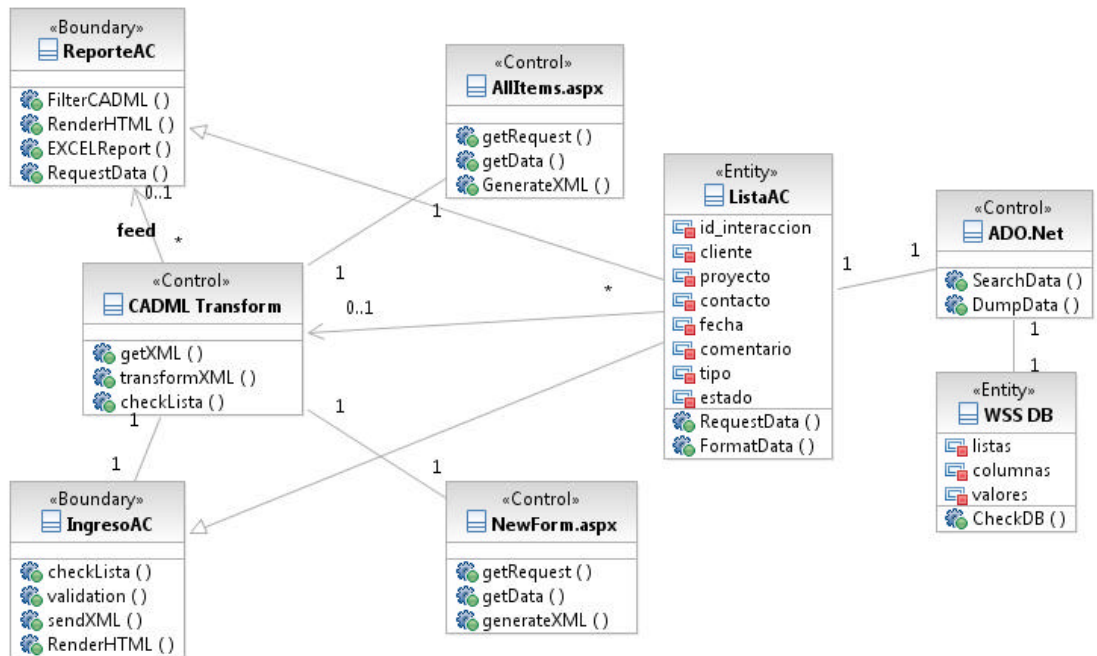 «Boundary»
ReporteAC
FilterCADML ( )
RenderHTML ( )
EXCELReport ( )
RequestData ( )
0..1
feed
*
«Control»
AllItems.aspx
getRequest ( )
getData ( )
GenerateXML ( )
1
1
«Control»
CADML Transform
getXML ( )
transformXML ( )
checkLista ( )
0..1
*
1
1
1
1
«Entity»
ListaAC
id_interaccion
cliente
proyecto
contacto
fecha
comentario
tipo
estado
RequestData ( )
FormatData ( )
1
1
«Control»
ADO.Net
SearchData ( )
DumpData ( )
1
1
«Entity»
WSS DB
listas
columnas
valores
CheckDB ( )
«Boundary»
IngresoAC
checkLista ( )
validation ( )
sendXML ( )
RenderHTML ( )
«Control»
NewForm.aspx
getRequest ( )
getData ( )
generateXML ( )